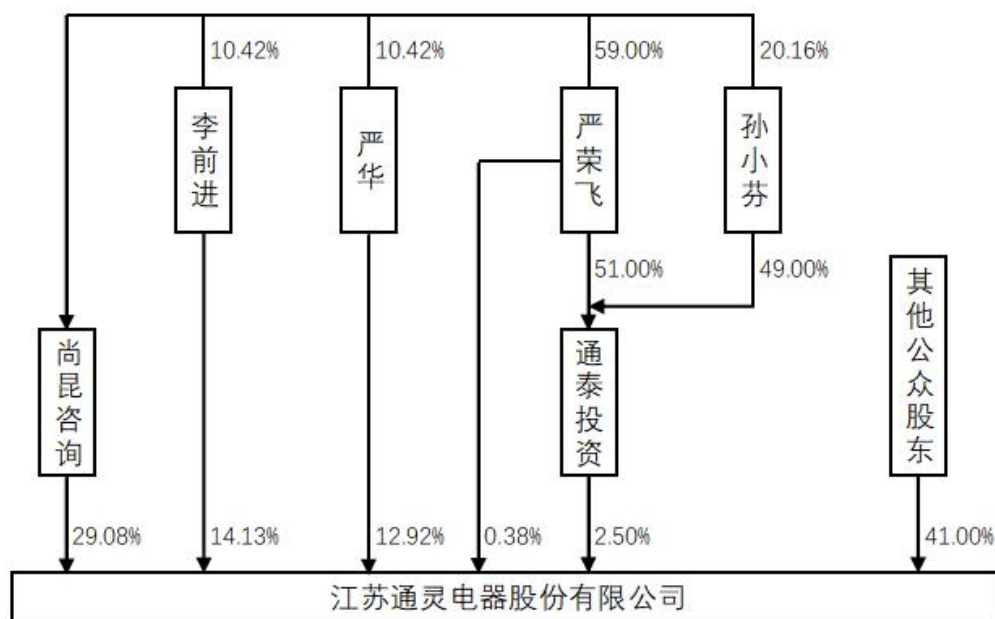 10.42%
10.42%
59.00%
20.16%
李前进
严华
严荣飞
孙小芬
51.00%
49.00%
其他公众股东
尚昆咨询
通泰投资
29.08%
14.13%
12.92%
0.38%
2.50%
41.00%
江苏通灵电器股份有限公司